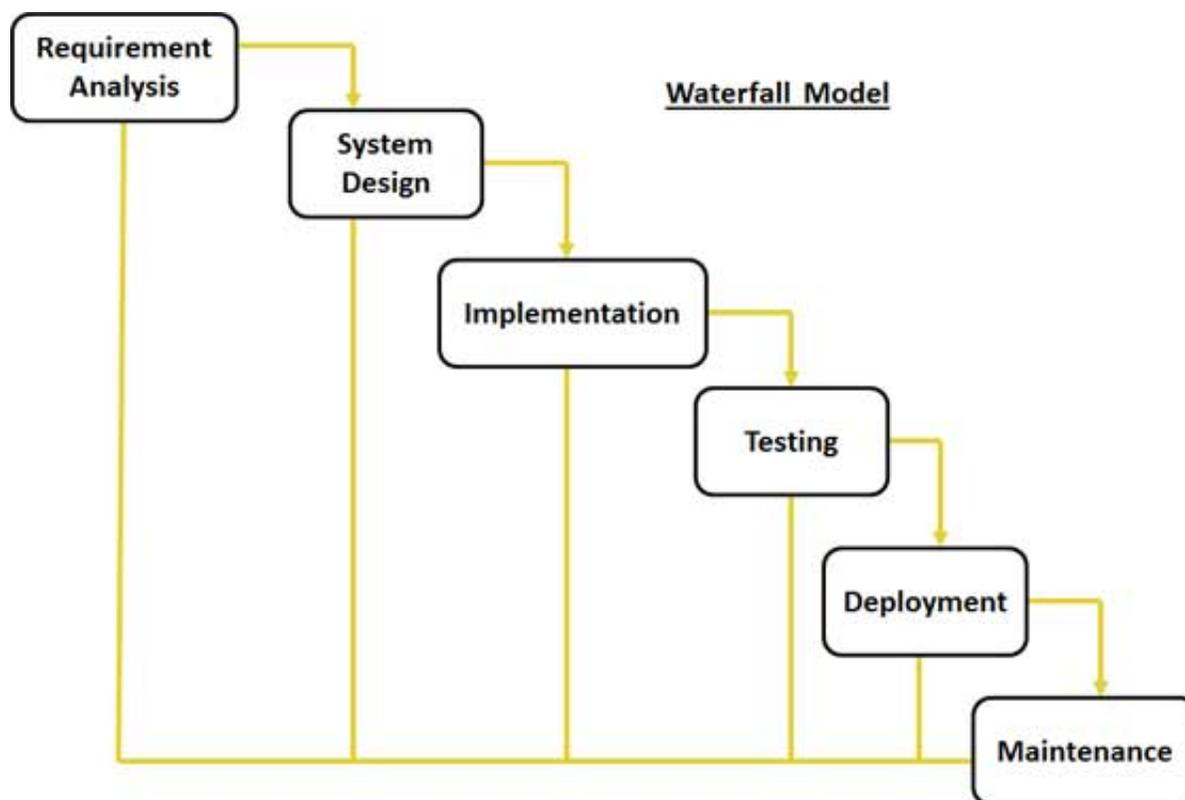 Requirement
Analysis
Waterfall Model
System
Design
Implementation
Testing
Deployment
Maintenance